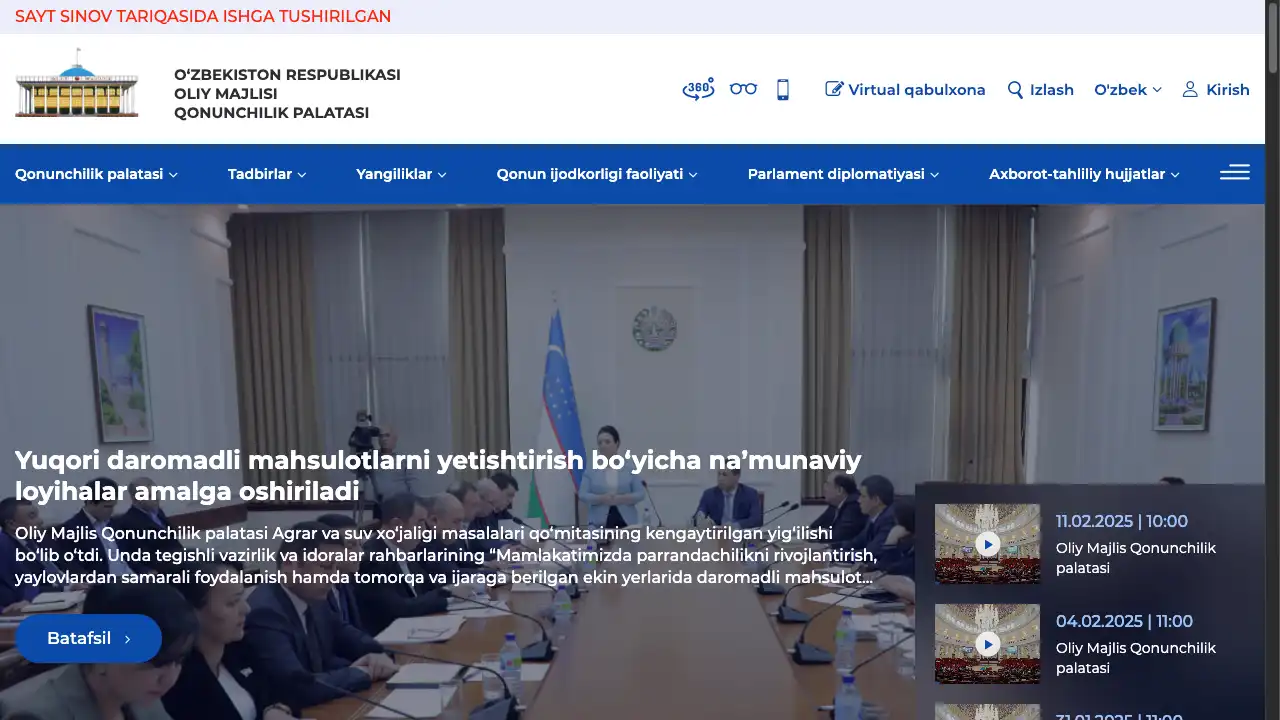 SAYT SINOV TARIQASIDA ISHGA TUSHIRILGAN
O‘ZBEKISTON RESPUBLIKASI
OLIY MAJLISI
QONUNCHILIK PALATASI
360°
Virtual qabulxona
Izlash
O'zbek
Kirish
Qonunchilik palatasi
Tadbirlar
Yangiliklar
Qonun ijodkorligi faoliyati
Parlament diplomatiyasi
Axborot-tahliliy hujjatlar
Yuqori daromadli mahsulotlarni yetishtirish bo‘yicha na’munaviy
loyihalar amalga oshiriladi
Oliy Majlis Qonunchilik palatasi Agrar va suv xo‘jaligi masalalari qo‘mitasining kengaytirilgan yig‘ilishi
bo‘lib o‘tdi. Unda tegishli vazirlik va idoralar rahbarlarining “Mamlakatimizda parrandachilikni rivojlantirish,
yaylovlardan samarali foydalanish hamda tomorqa va ijaraga berilgan ekin yerlarida daromadli mahsulot...
Batafsil
11.02.2025 | 10:00
Oliy Majlis Qonunchilik
palatasi
04.02.2025 | 11:00
Oliy Majlis Qonunchilik
palatasi
31.01.2025 | 11:00